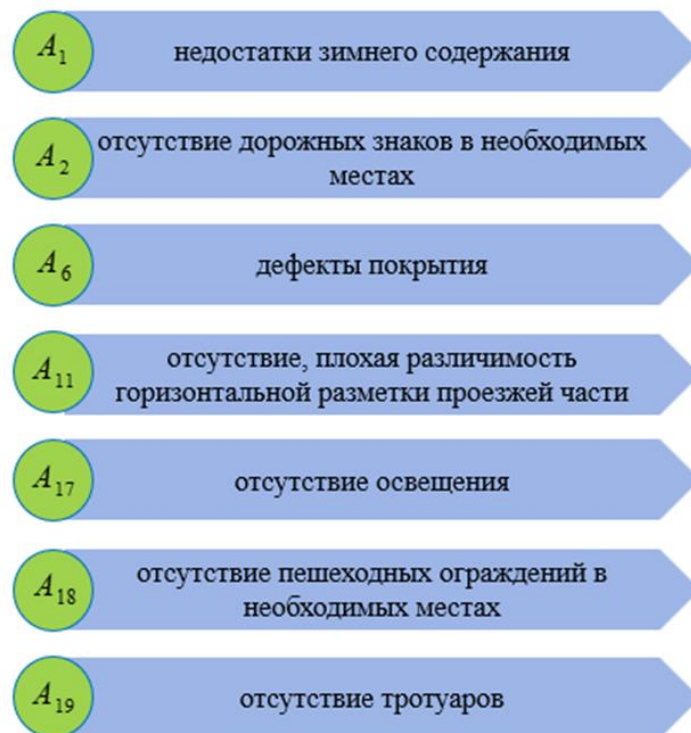 A1 недостатки зимнего содержания
A2 отсутствие дорожных знаков в необходимых
местах
A6 дефекты покрытия
A11 отсутствие, плохая различимость
горизонтальной разметки проезжей части
A17 отсутствие освещения
A18 отсутствие пешеходных ограждений в
необходимых местах
A19 отсутствие тротуаров